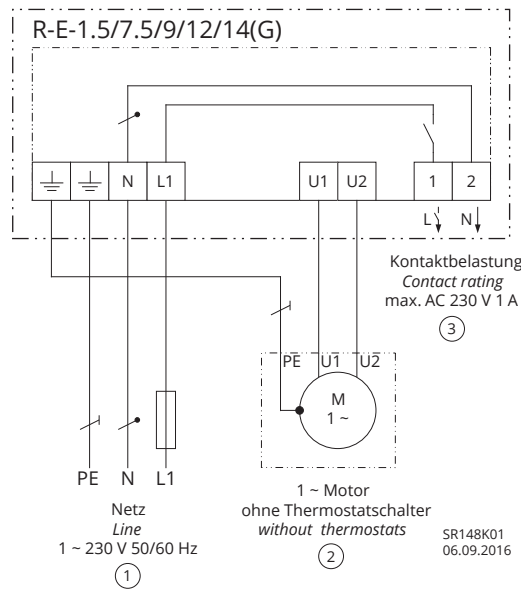 R-E-1.5/7.5/9/12/14(G)
N L1 U1 U2 1 2
L N
Kontaktbelastung
Contact rating
max. AC 230 V 1 A
3
PE U1 U2
M
1 ~
PE N L1
Netz
Line
1 ~ 230 V 50/60 Hz
1
1 ~ Motor
ohne Thermostatschalter
without thermostats
2
SR148K01
06.09.2016